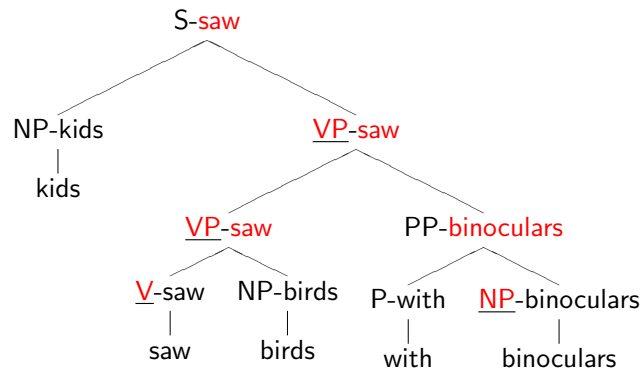 S-saw
NP-kids VP-saw
kids
VP-saw PP-binoculars
V-saw NP-birds P-with NP-binoculars
saw birds with binoculars